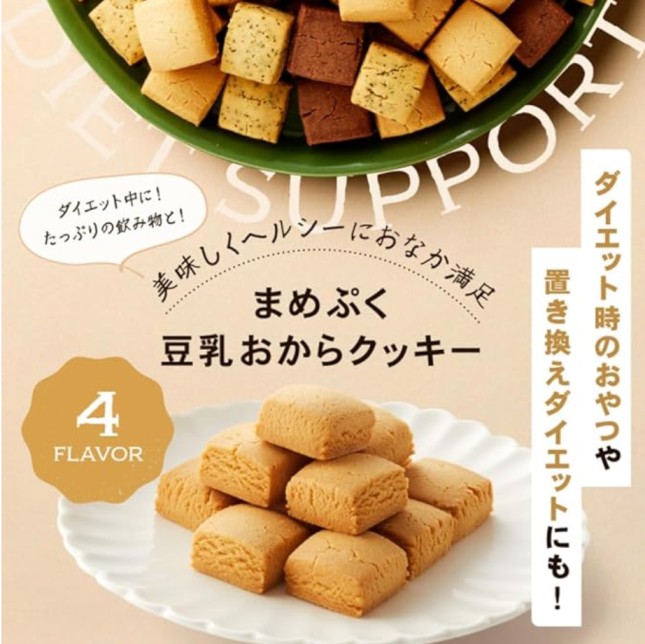 DIET SUPPORT
ダイエット中に！
たっぷりの飲み物と！
美味しくヘルシーにおなか満足
まめぷく
豆乳おからクッキー
4
FLAVOR
ダイエット時のおやつや
置き換えダイエットにも！